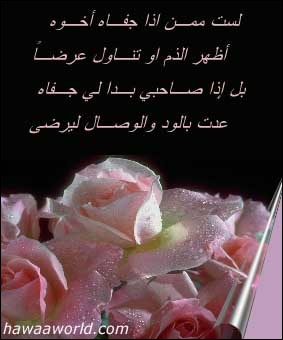 لست ممن اذا جفاه أخوه
أظهر الذم او تناول عرضاً
بل إذا صاحبي بدا لي جفاه
عدت بالود والوصال ليرضى
hawaaworld.com